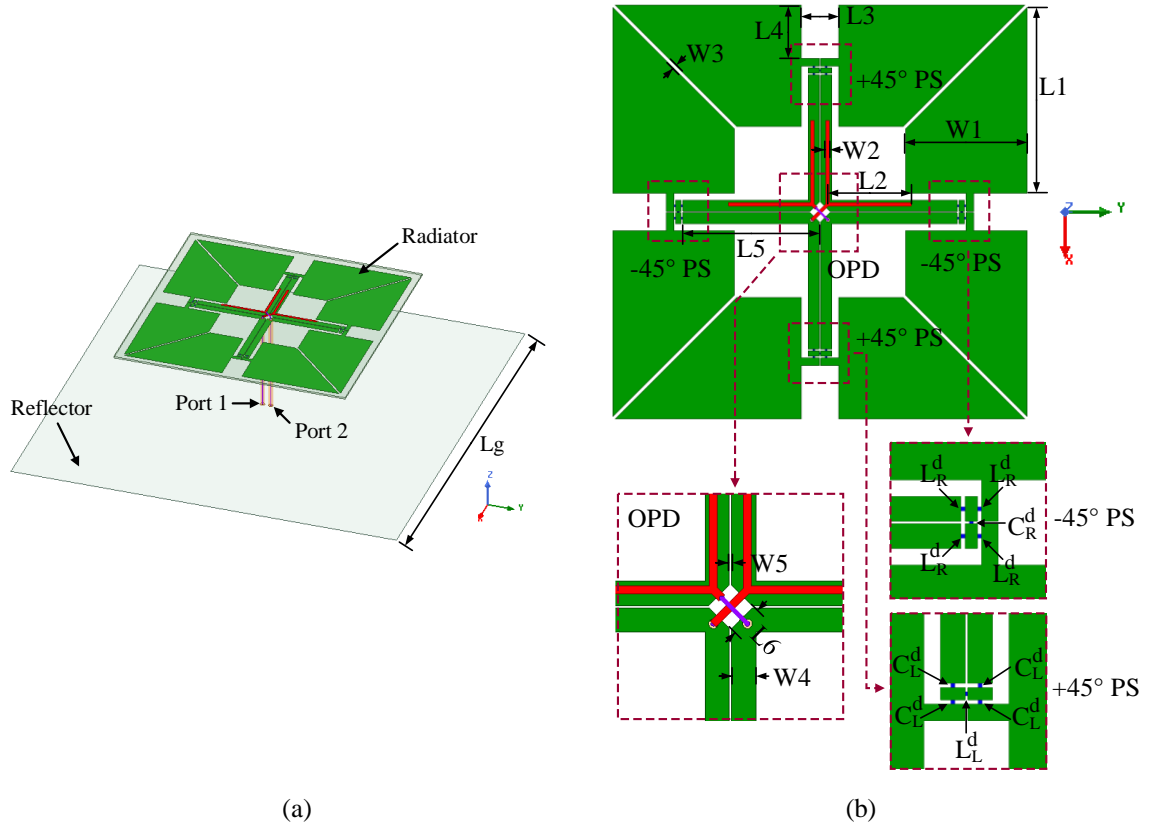 Radiator
Reflector
Port 1
Port 2
Lg
Z
Y
X
(a)
L4
L3
W3
+45° PS
L1
W1
W2
L2
L5
-45° PS
OPD
-45° PS
+45° PS
Z
Y
X
OPD
W5
L6
W4
L_R^d
L_R^d
C_R^d
L_R^d
L_R^d
-45° PS
C_L^d
C_L^d
C_L^d
C_L^d
L_L^d
+45° PS
(b)